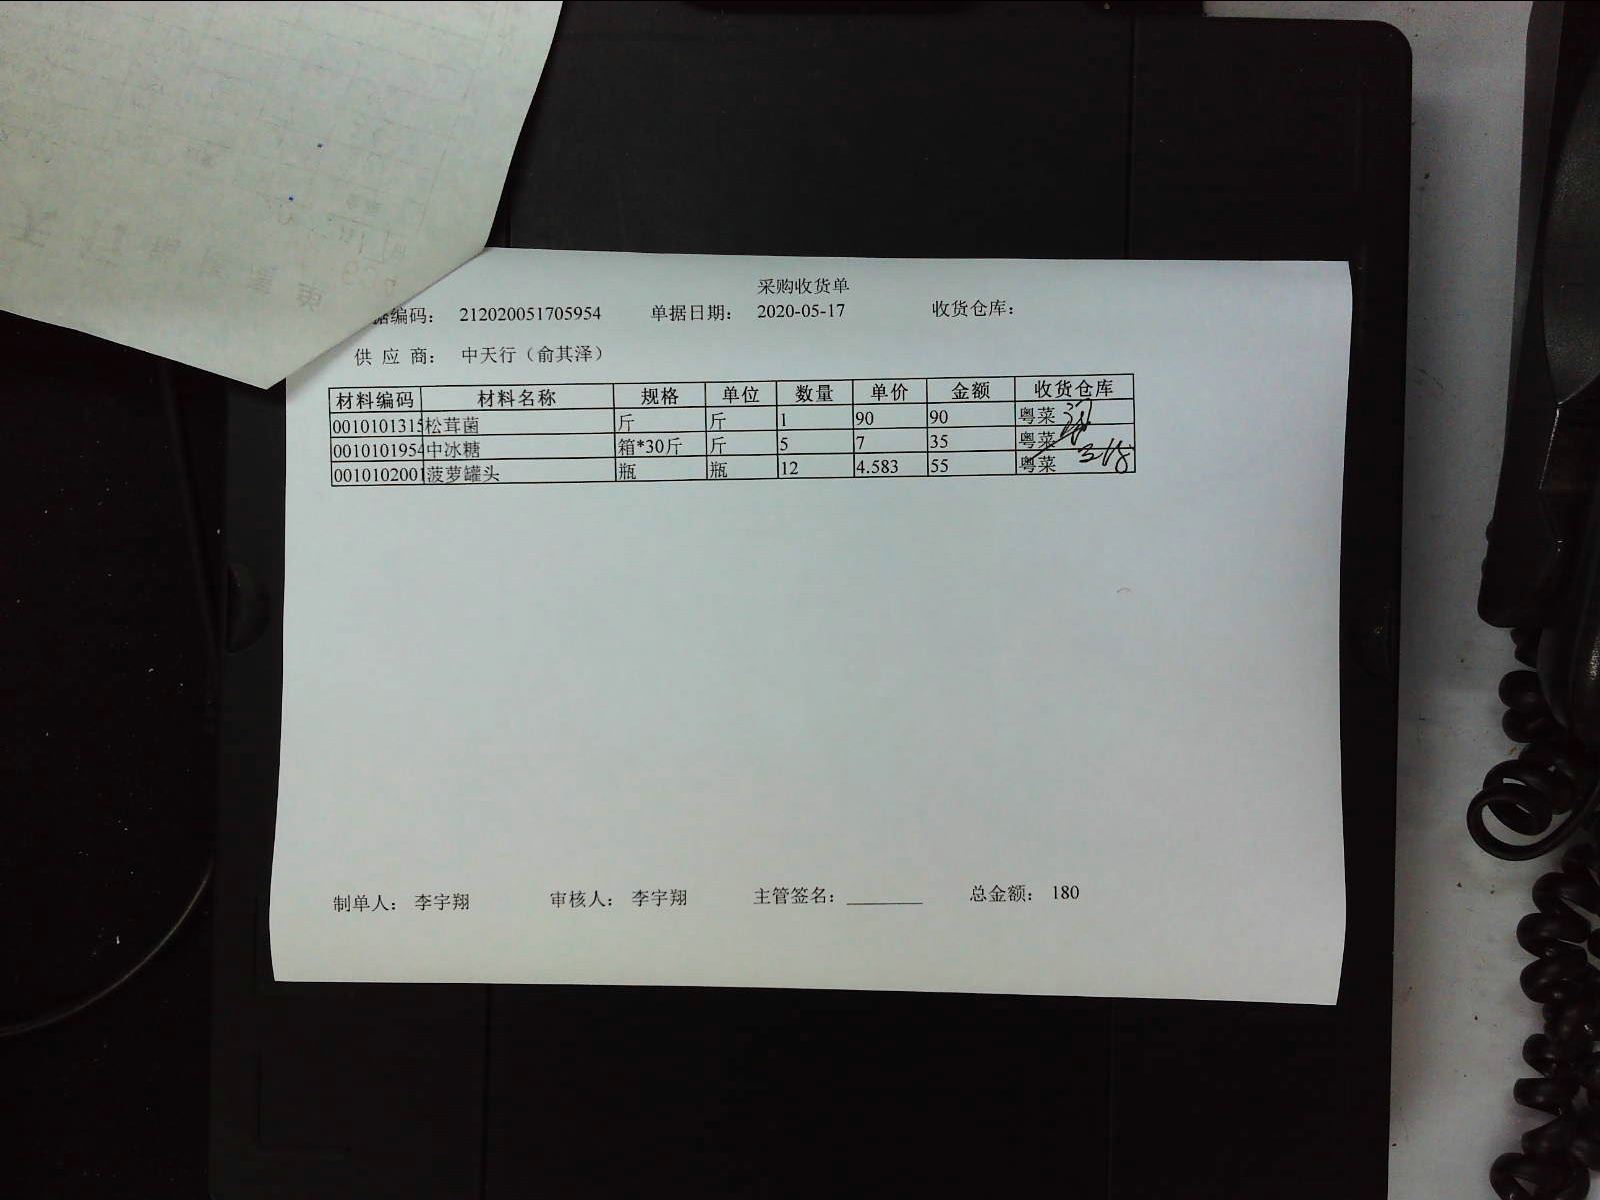 采购收货单
据编码： 212020051705954 单据日期： 2020-05-17 收货仓库：
供 应 商： 中天行（俞其泽）
材料编码 材料名称 规格 单位 数量 单价 金额 收货仓库
0010101315 松茸菌 斤 斤 1 90 90 粤菜
0010101954 中冰糖 箱*30斤 斤 5 7 35 粤菜
0010102001 菠萝罐头 瓶 瓶 12 4.583 55 粤菜
制单人： 李宇翔 审核人： 李宇翔 主管签名：________ 总金额： 180